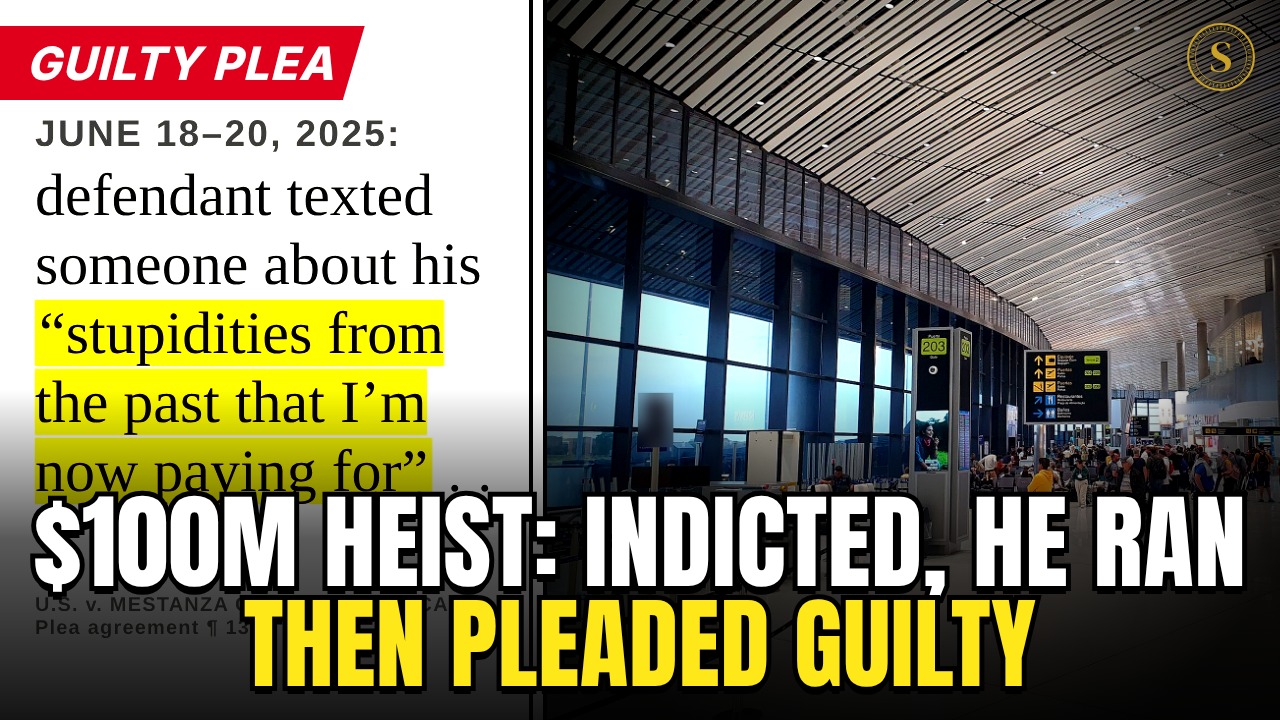 GUILTY PLEA
JUNE 18–20, 2025:
defendant texted
someone about his
“stupidities from
the past that I’m
now paying for” . .
S
203
$100M HEIST: INDICTED, HE RAN
THEN PLEADED GUILTY
U.S. v. MESTANZA
Plea agreement ¶ 13